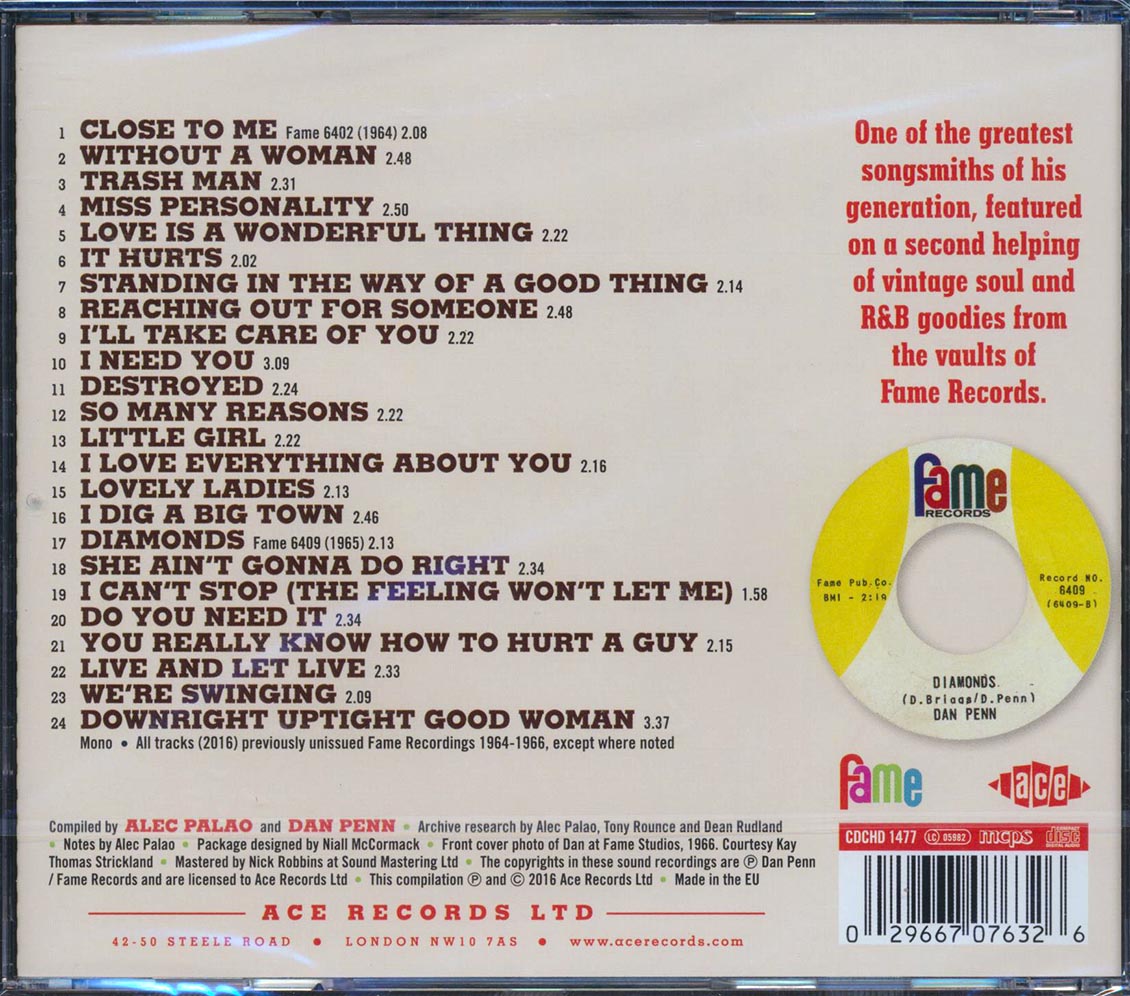 1 CLOSE TO ME Fame 6402 (1964) 2.08
2 WITHOUT A WOMAN 2.48
3 TRASH MAN 2.31
4 MISS PERSONALITY 2.50
5 LOVE IS A WONDERFUL THING 2.22
6 IT HURTS 2.02
7 STANDING IN THE WAY OF A GOOD THING 2.14
8 REACHING OUT FOR SOMEONE 2.48
9 I'LL TAKE CARE OF YOU 2.22
10 I NEED YOU 3.09
11 DESTROYED 2.24
12 SO MANY REASONS 2.22
13 LITTLE GIRL 2.22
14 I LOVE EVERYTHING ABOUT YOU 2.16
15 LOVELY LADIES 2.13
16 I DIG A BIG TOWN 2.46
17 DIAMONDS Fame 6409 (1965) 2.13
18 SHE AIN'T GONNA DO RIGHT 2.34
19 I CAN'T STOP (THE FEELING WON'T LET ME) 1.58
20 DO YOU NEED IT 2.34
21 YOU REALLY KNOW HOW TO HURT A GUY 2.15
22 LIVE AND LET LIVE 2.33
23 WE'RE SWINGING 2.09
24 DOWNRIGHT UPTIGHT GOOD WOMAN 3.37
Mono • All tracks (2016) previously unissued Fame Recordings 1964-1966, except where noted
One of the greatest
songsmiths of his
generation, featured
on a second helping
of vintage soul and
R&B goodies from
the vaults of
Fame Records.
fame
RECORDS
Fame Pub.Co.
BMI - 2:19
Record NO.
6409
(6409-B)
DIAMONDS
(D.Briggs/D.Penn)
DAN PENN
fame
ace
Compiled by ALEC PALAO and DAN PENN • Archive research by Alec Palao, Tony Rounce and Dean Rudland
• Notes by Alec Palao • Package designed by Niall McCormack • Front cover photo of Dan at Fame Studios, 1966. Courtesy Kay
Thomas Strickland • Mastered by Nick Robbins at Sound Mastering Ltd • The copyrights in these sound recordings are ℗ Dan Penn
/ Fame Records and are licensed to Ace Records Ltd • This compilation ℗ and © 2016 Ace Records Ltd • Made in the EU
ACE RECORDS LTD
42-50 STEELE ROAD • LONDON NW10 7AS • www.acerecords.com
CDCHD 1477 LC 05982 mcps disc
DIGITAL AUDIO
0 29667 07632 6